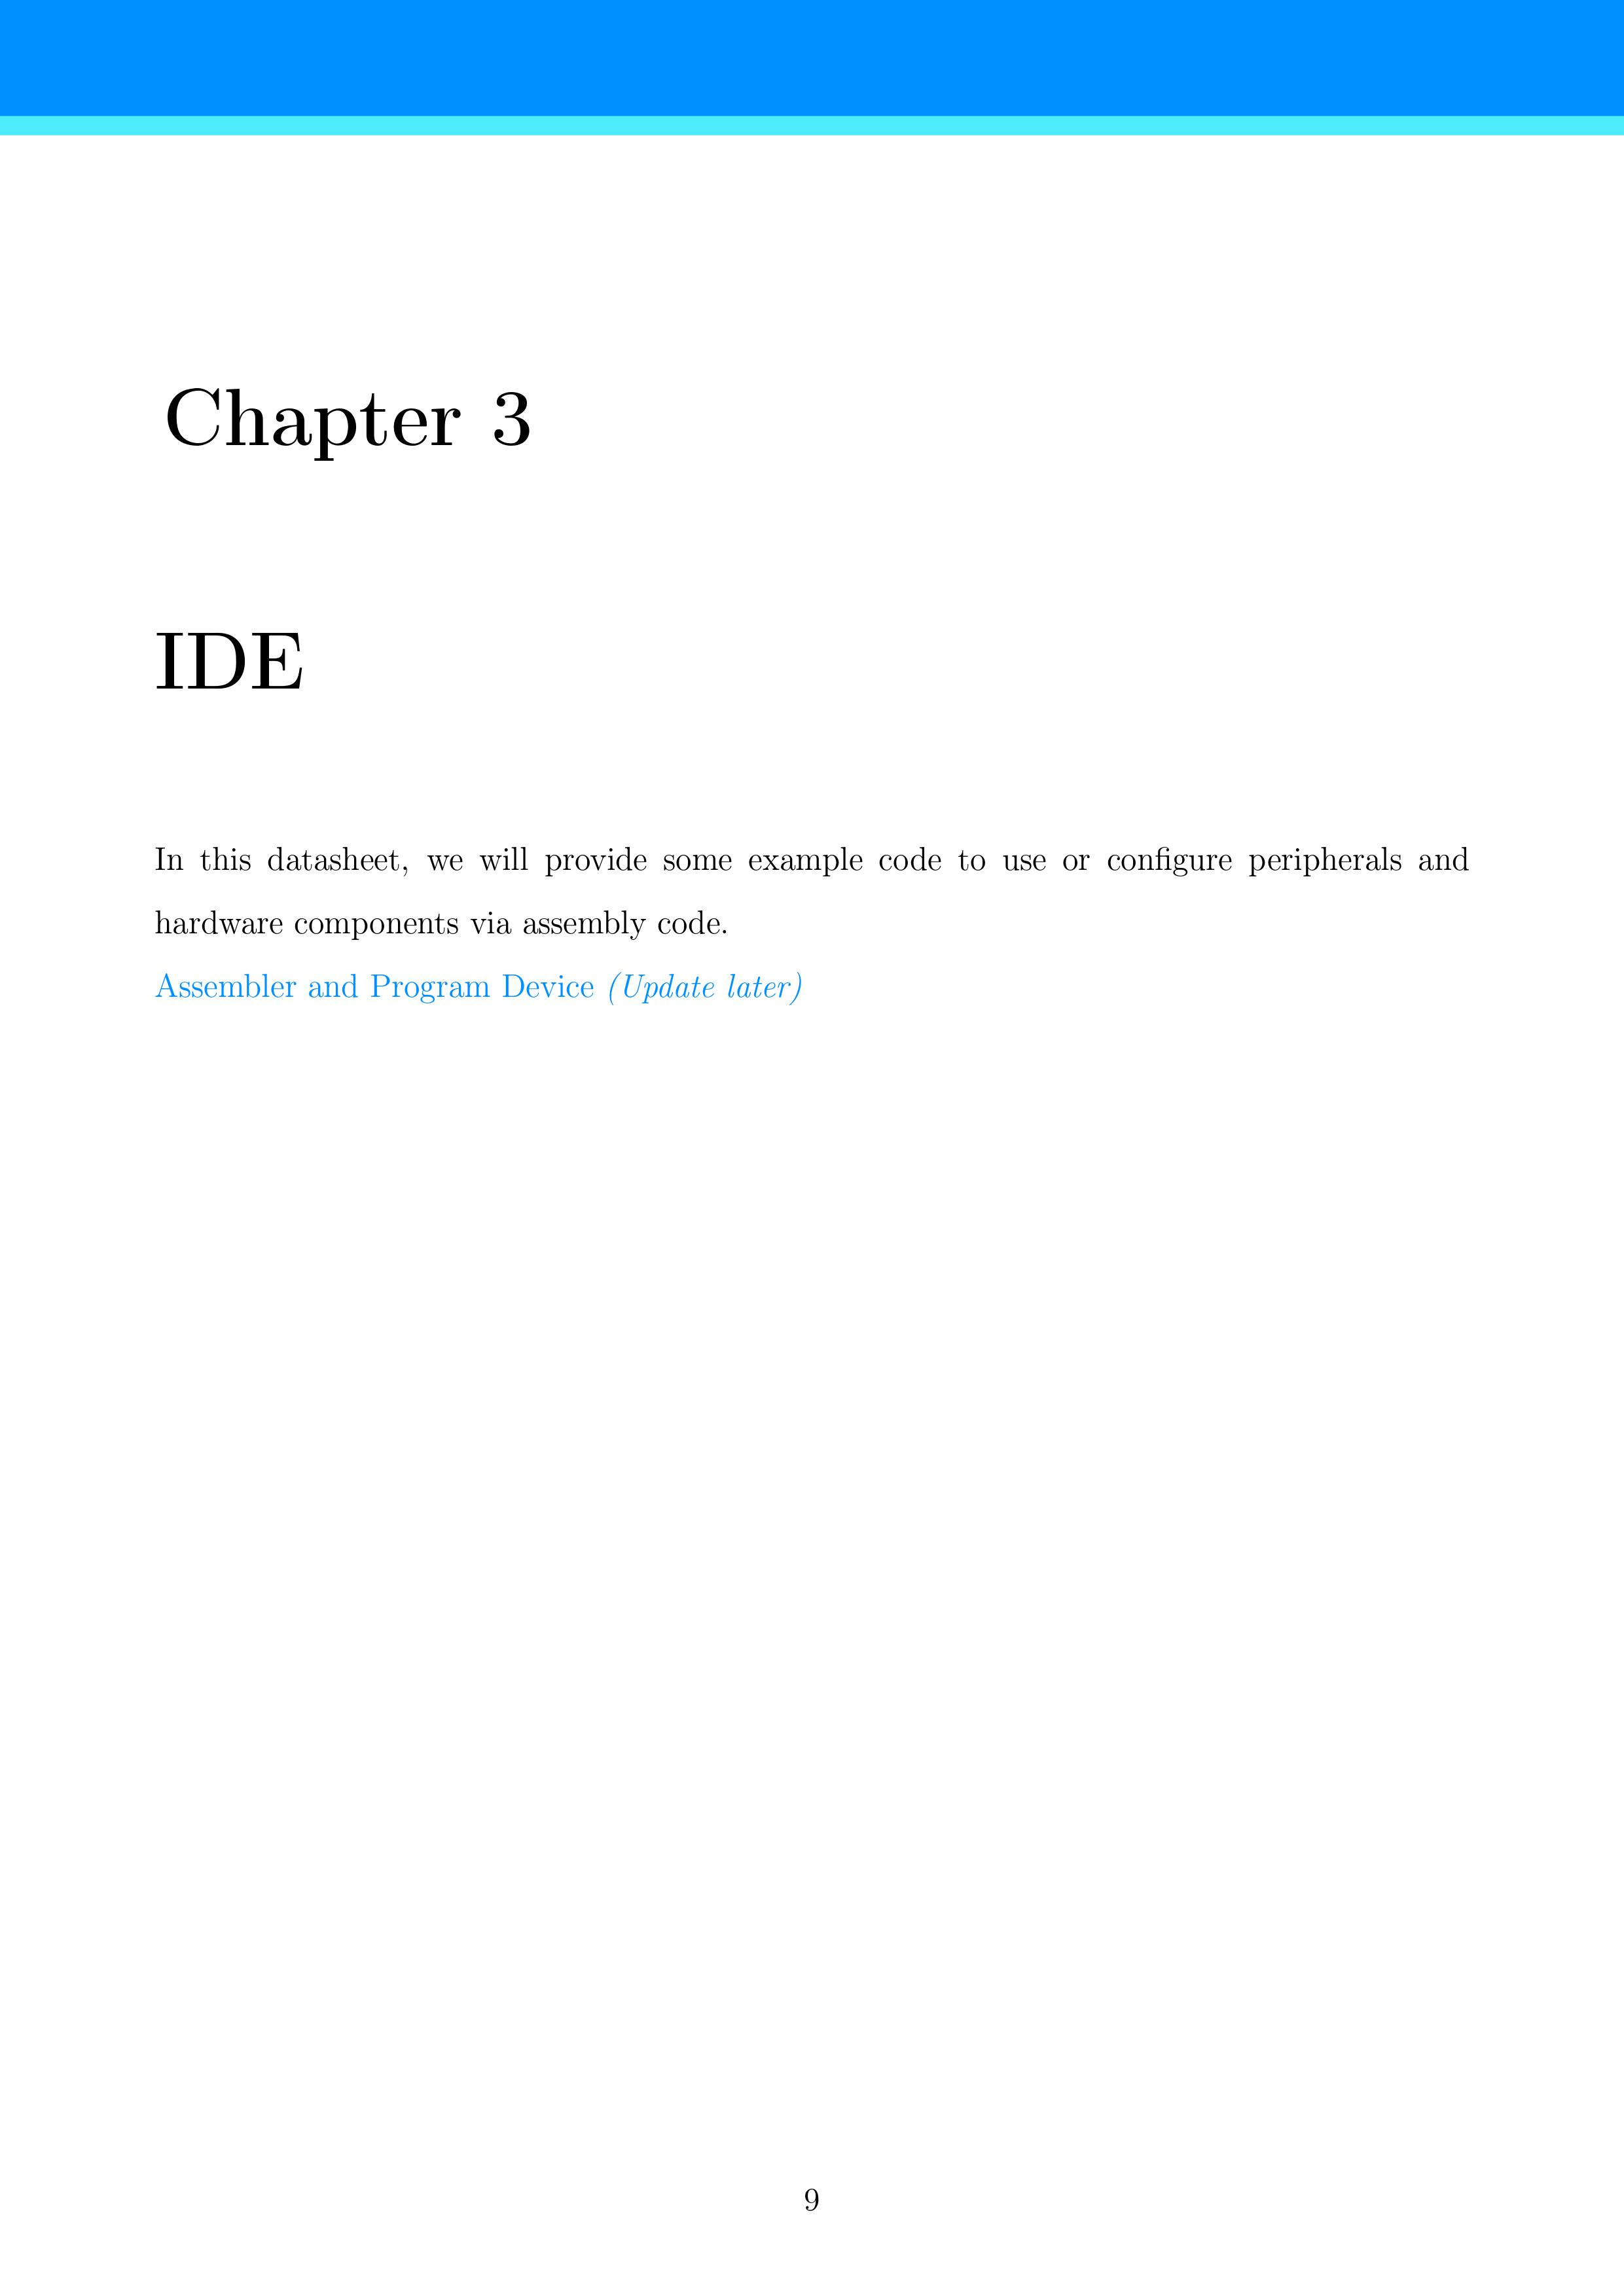 Chapter 3
IDE
In this datasheet, we will provide some example code to use or configure peripherals and
hardware components via assembly code.
Assembler and Program Device (Update later)
9